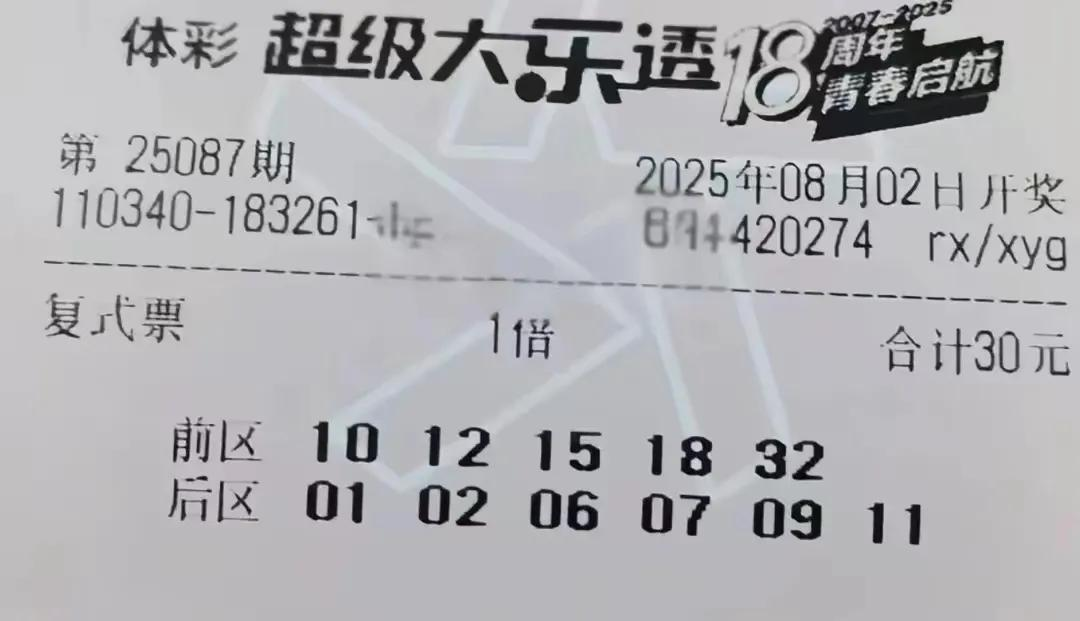 体彩 超级大乐透 18 2007-2025
周年
青春启航
第 25087期 2025年08月02日开奖
110340-183261- 420274 rx/xyg
复式票 1倍 合计30元
前区 10 12 15 18 32
后区 01 02 06 07 09 11